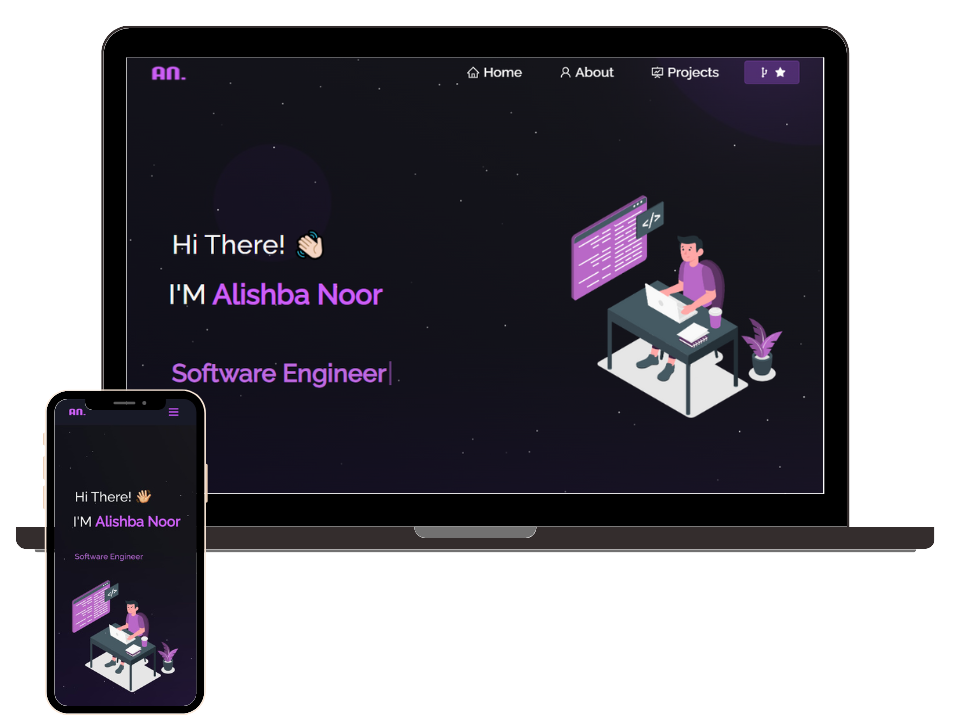 AN.
Home
About
Projects
Hi There! 👋🏻
I'M Alishba Noor
Software Engineer
</>
AN.
Hi There! 👋🏼
I'M Alishba Noor
Software Engineer
</>